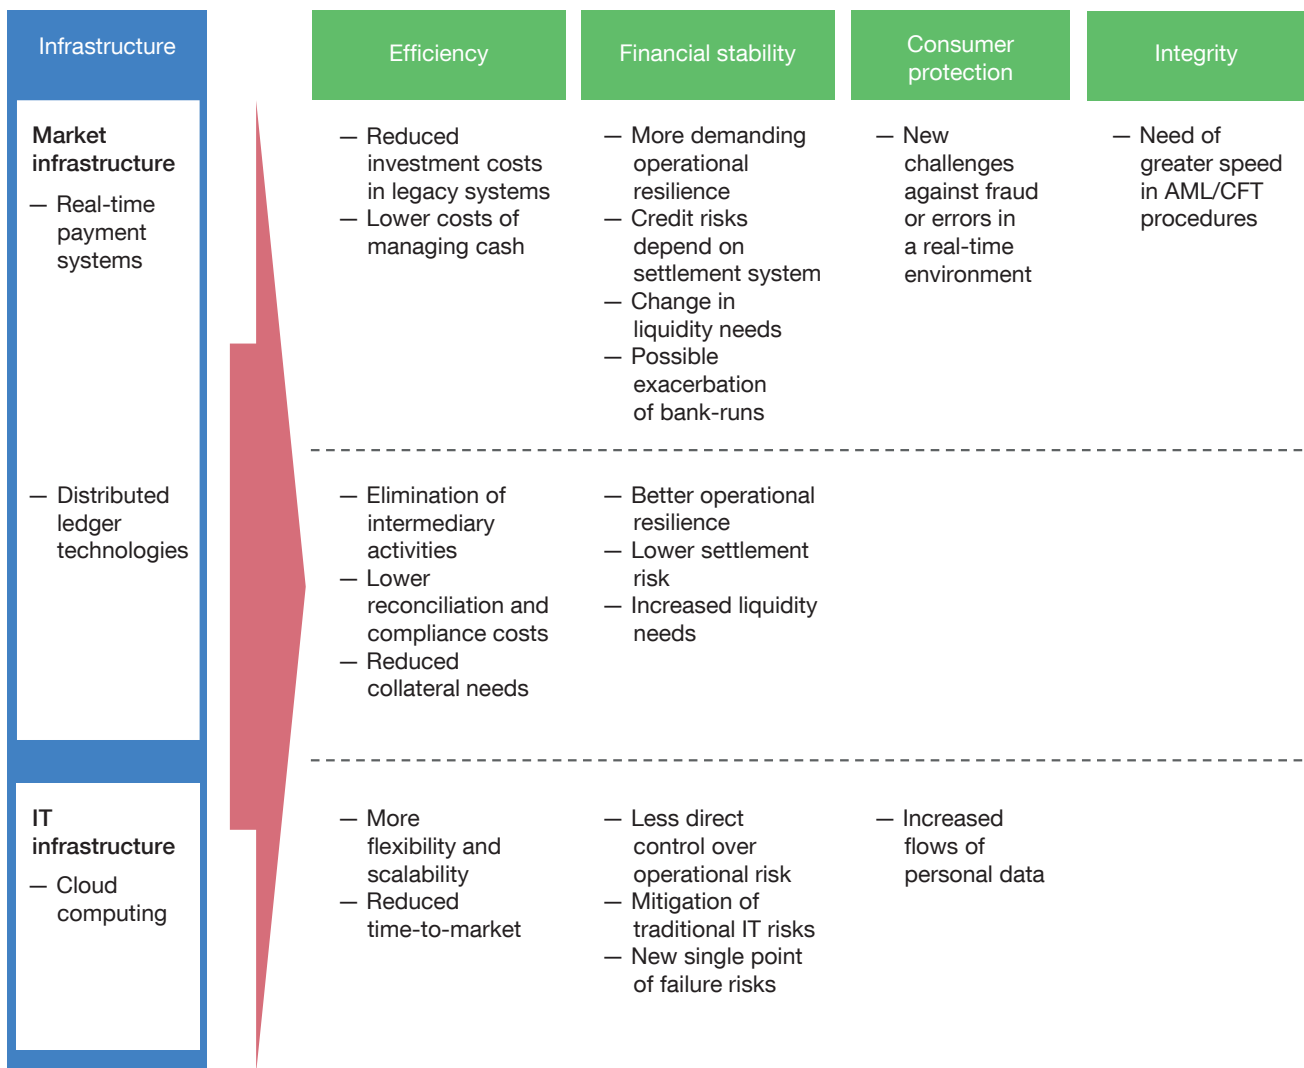 Infrastructure
Efficiency
Financial stability
Consumer
protection
Integrity
Market
infrastructure
— Real-time
payment
systems
— Reduced
investment costs
in legacy systems
— Lower costs of
managing cash
— More demanding
operational
resilience
— Credit risks
depend on
settlement system
— Change in
liquidity needs
— Possible
exacerbation
of bank-runs
— New
challenges
against fraud
or errors in
a real-time
environment
— Need of
greater speed
in AML/CFT
procedures
— Distributed
ledger
technologies
— Elimination of
intermediary
activities
— Lower
reconciliation and
compliance costs
— Reduced
collateral needs
— Better operational
resilience
— Lower settlement
risk
— Increased liquidity
needs
IT
infrastructure
— Cloud
computing
— More
flexibility and
scalability
— Reduced
time-to-market
— Less direct
control over
operational risk
— Mitigation of
traditional IT risks
— New single point
of failure risks
— Increased
flows of
personal data